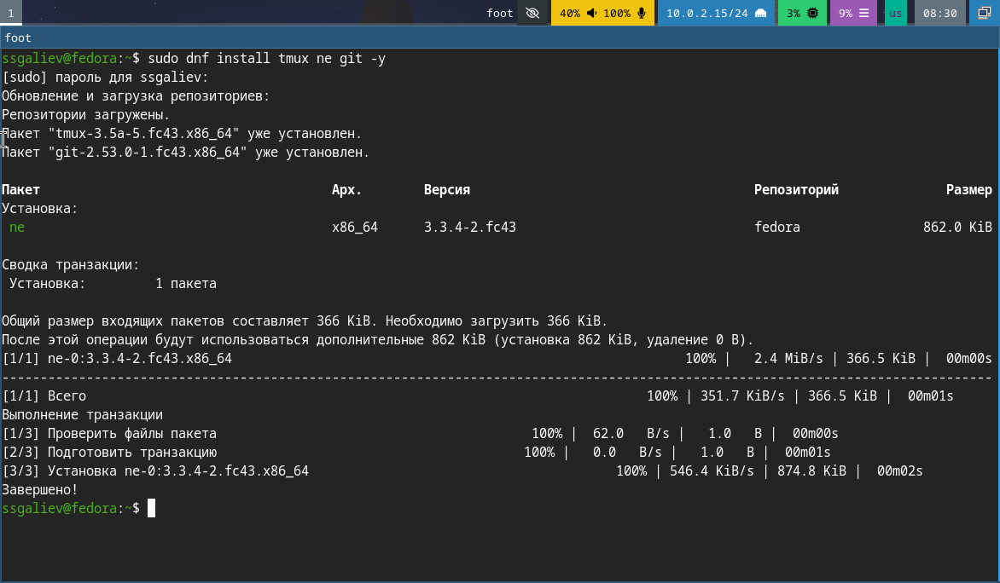 1 foot 40% 100% 10.0.2.15/24 3% 9% us 08:30
foot
ssgaliev@fedora:~$ sudo dnf install tmux ne git -y
[sudo] пароль для ssgaliev:
Обновление и загрузка репозиториев:
Репозитории загружены.
Пакет "tmux-3.5a-5.fc43.x86_64" уже установлен.
Пакет "git-2.53.0-1.fc43.x86_64" уже установлен.
Пакет Арх. Версия Репозиторий Размер
Установка:
ne x86_64 3.3.4-2.fc43 fedora 862.0 KiB
Сводка транзакции:
Установка: 1 пакета
Общий размер входящих пакетов составляет 366 KiB. Необходимо загрузить 366 KiB.
После этой операции будут использоваться дополнительные 862 KiB (установка 862 KiB, удаление 0 B).
[1/1] ne-0:3.3.4-2.fc43.x86_64 100% | 2.4 MiB/s | 366.5 KiB | 00m00s
---------------------------------------------------------------------------------------------------------------------------------
[1/1] Всего 100% | 351.7 KiB/s | 366.5 KiB | 00m01s
Выполнение транзакции
[1/3] Проверить файлы пакета 100% | 62.0 B/s | 1.0 B | 00m00s
[2/3] Подготовить транзакцию 100% | 0.0 B/s | 1.0 B | 00m01s
[3/3] Установка ne-0:3.3.4-2.fc43.x86_64 100% | 546.4 KiB/s | 874.8 KiB | 00m02s
Завершено!
ssgaliev@fedora:~$